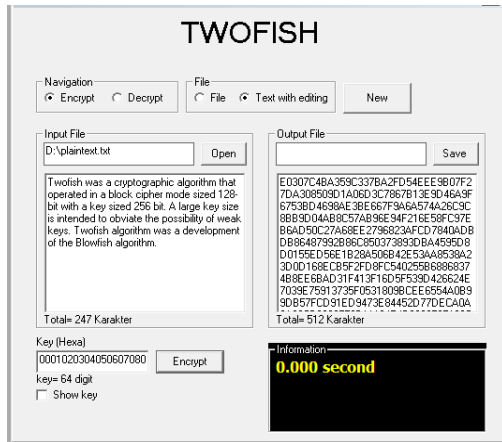 TWOFISH
Navigation
Encrypt Decrypt
File
File Text with editing
New
Input File
D:\plaintext.txt
Open
Twofish was a cryptographic algorithm that
operated in a block cipher mode sized 128-
bit with a key sized 256 bit. A large key size
is intended to obviate the possibility of weak
keys. Twofish algorithm was a development
of the Blowfish algorithm.
Total= 247 Karakter
Output File
Save
E0307C4BA359C337BA2FD54EEE9B07F2
7DA308509D1A06D3C7867B13E9D46A9F
6753BD4698AE3BE667F9A6A574A26C9C
8BB9D04AB8C57AB96E94F216E58FC97E
B6AD50C27A68EE2796823AFCD7840ADB
DB86487992B86C850373893DBA4595D8
D0155ED56E1B28A506B42E53AA8538A2
3D0D168ECB5F2FD8FC540255B6886837
4B8EE6BAD31F413F16D5F539D426624E
7039E75913735F0531809BCEE6554A0B9
9DB57FCD91ED9473E84452D77DECA0A
Total= 512 Karakter
Key (Hexa)
0001020304050607080
Encrypt
key= 64 digit
Show key
Information
0.000 second